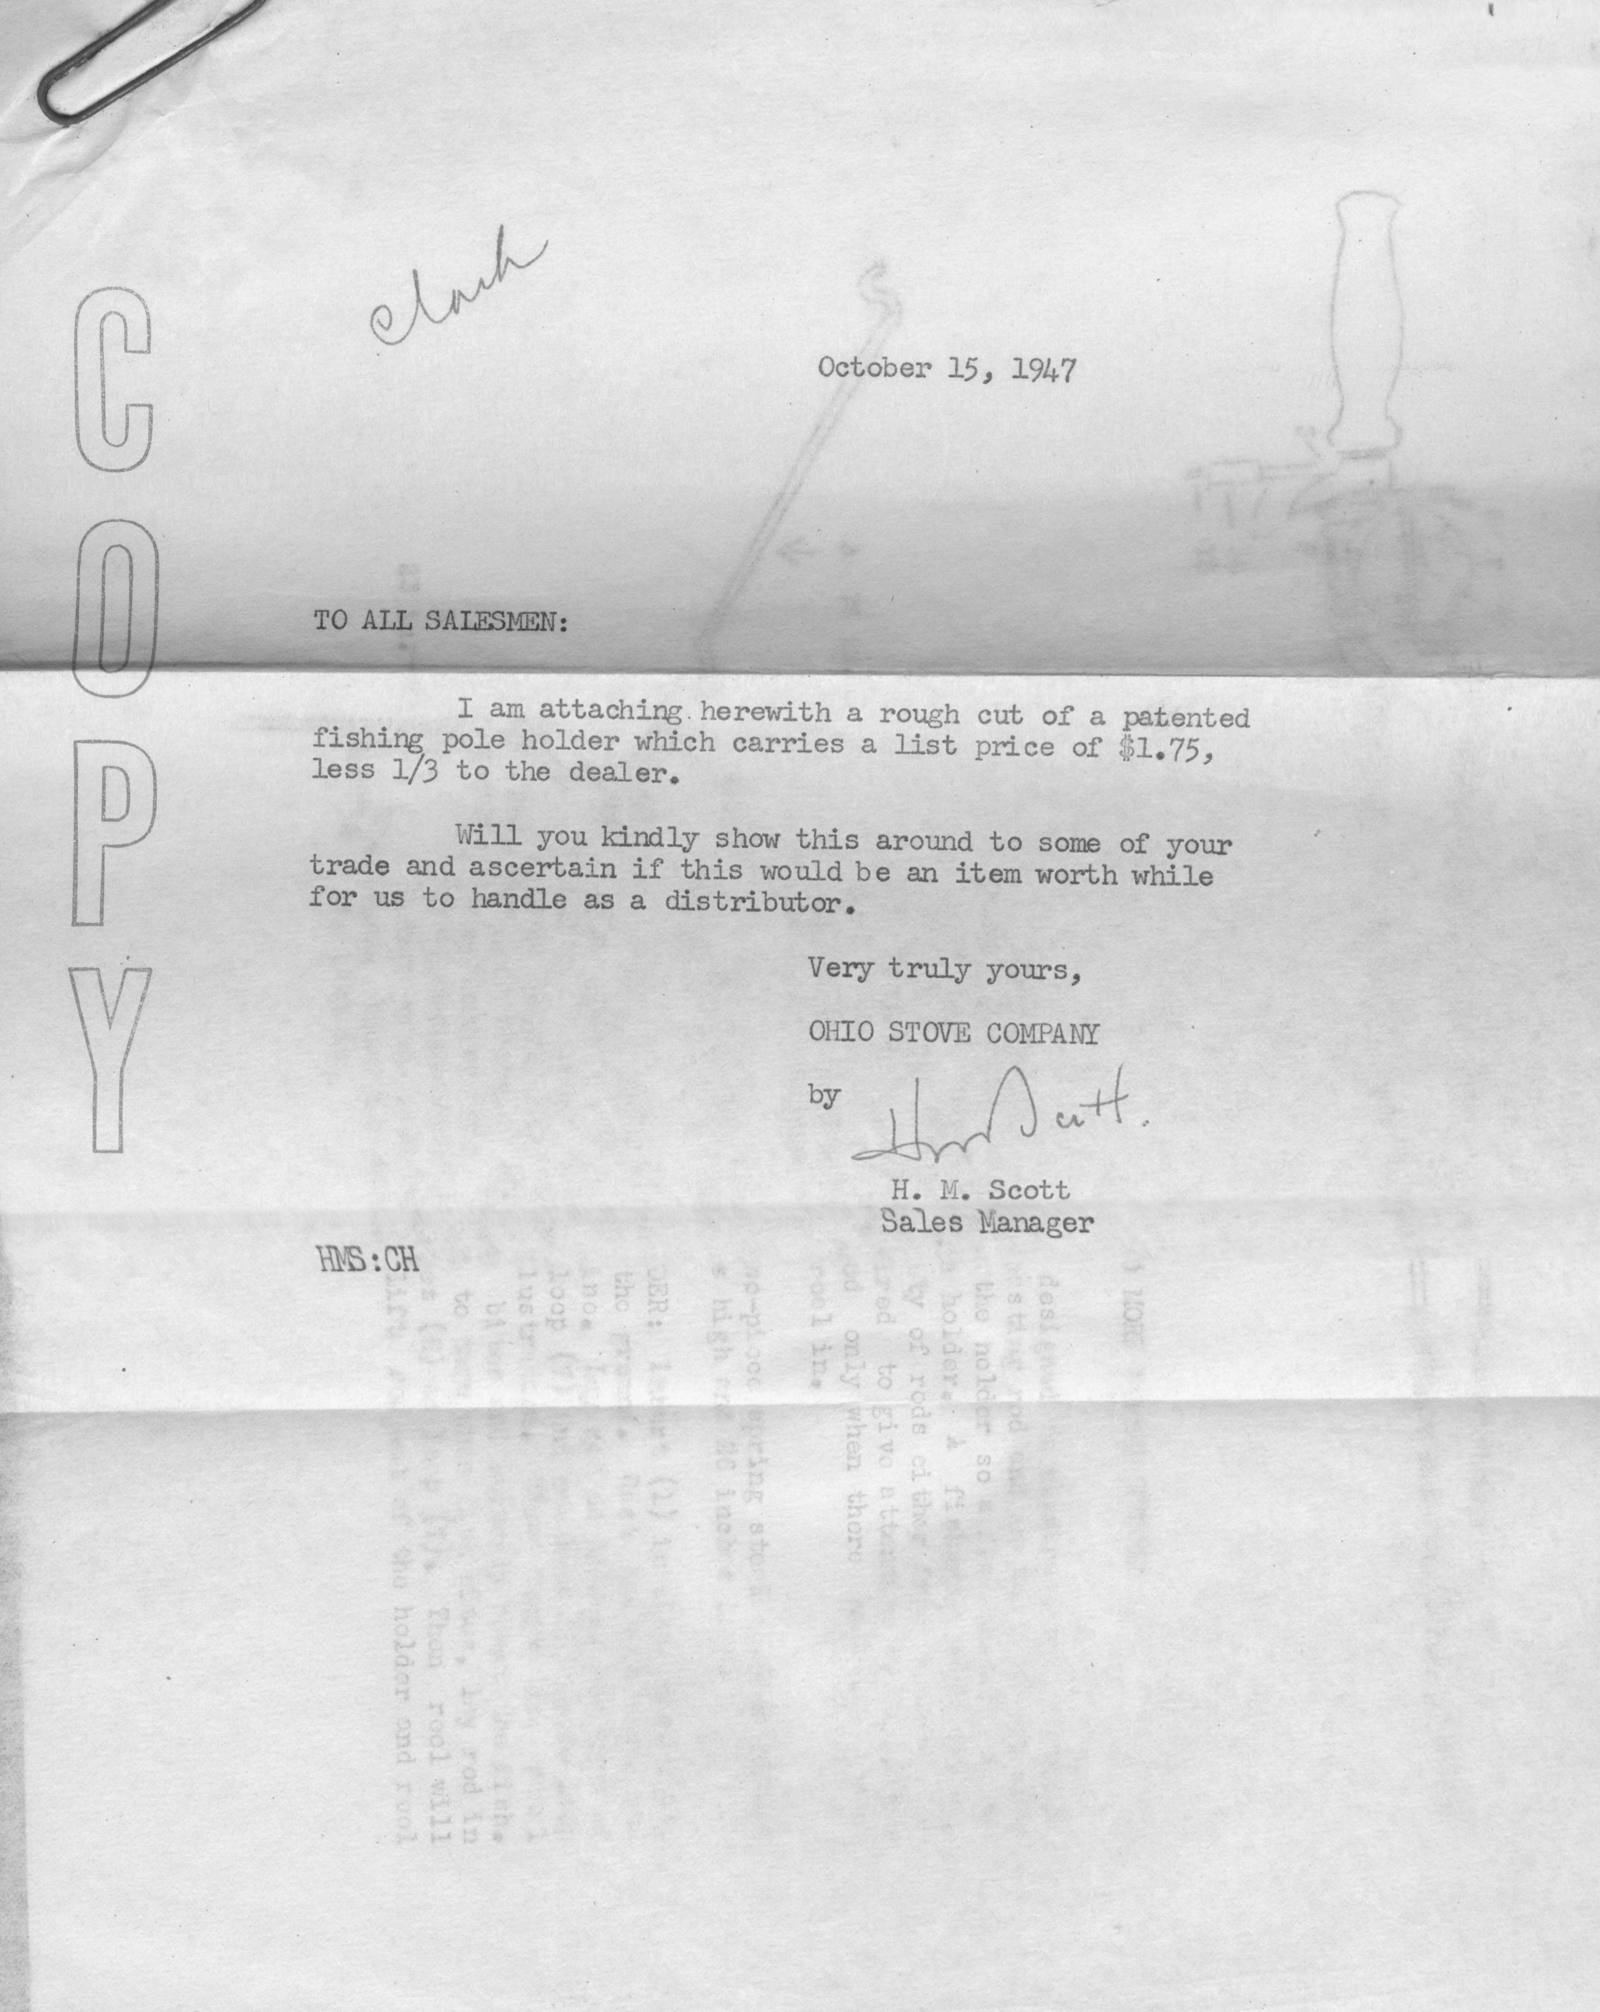 Clark
October 15, 1947
COPY
TO ALL SALESMEN:
I am attaching herewith a rough cut of a patented
fishing pole holder which carries a list price of $1.75,
less 1/3 to the dealer.
Will you kindly show this around to some of your
trade and ascertain if this would be an item worth while
for us to handle as a distributor.
Very truly yours,
OHIO STOVE COMPANY
by HM Scott.
H. M. Scott
Sales Manager
HMS:CH